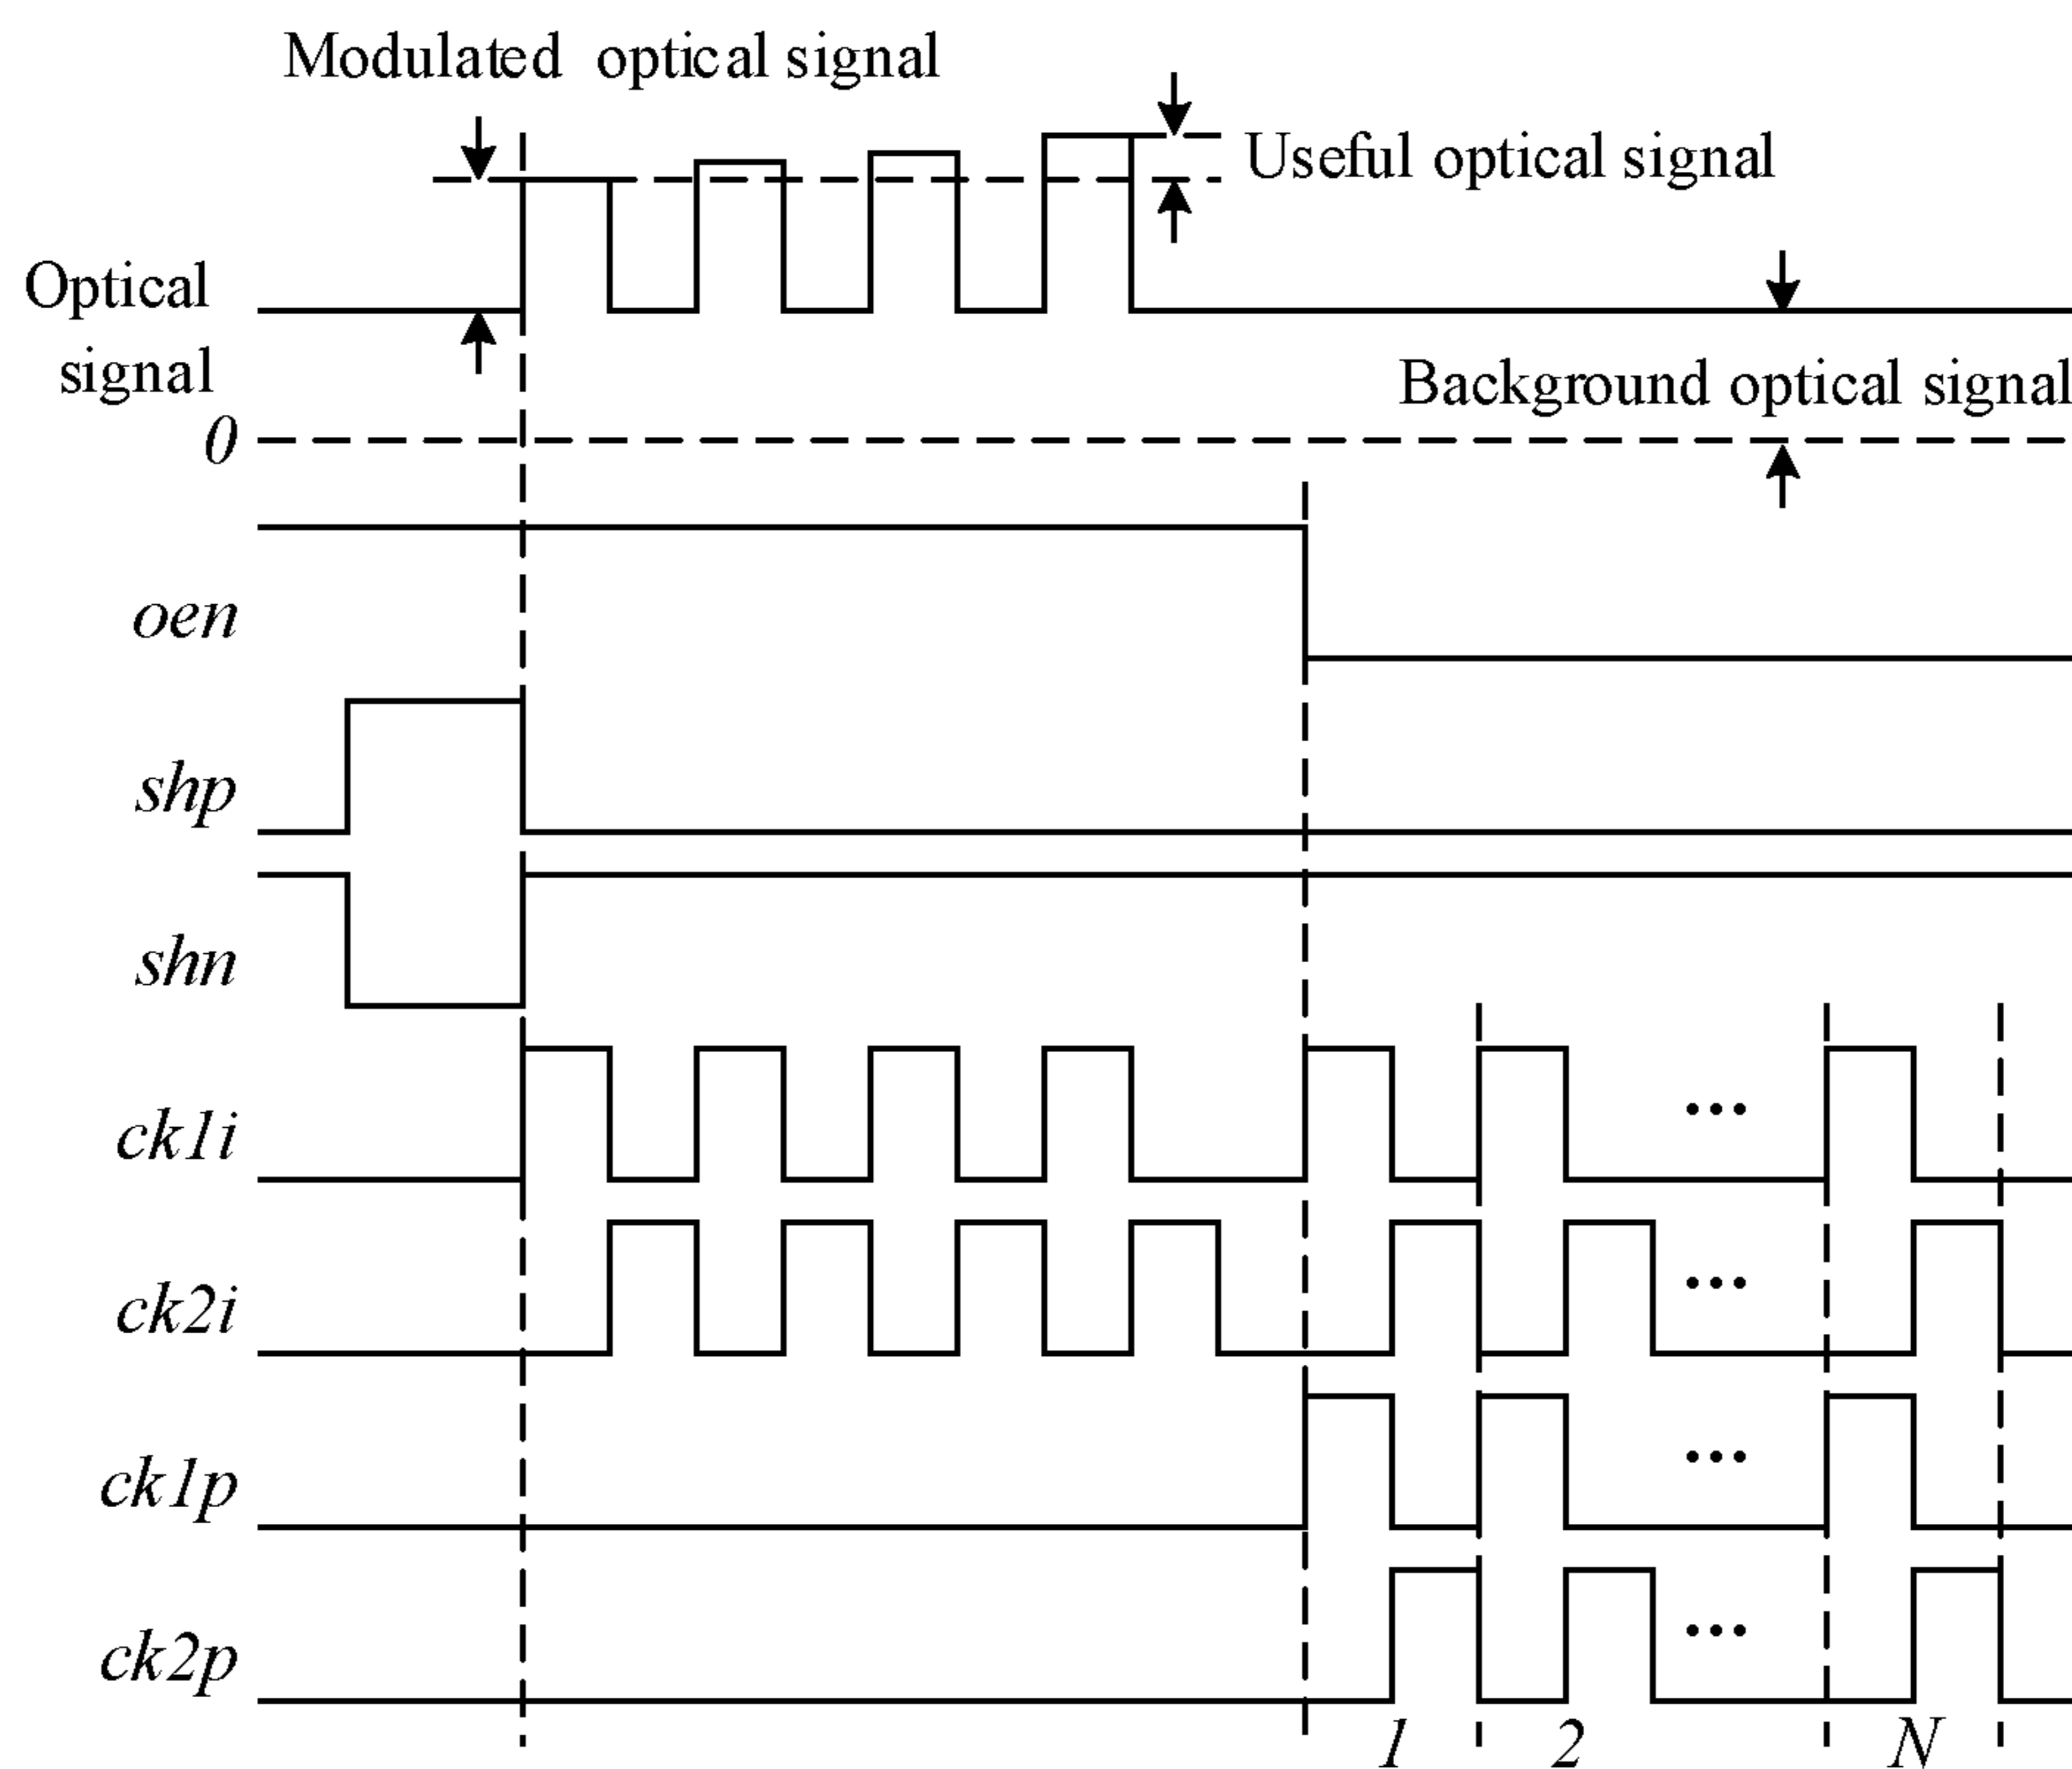 Modulated optical signal
Useful optical signal
Optical
signal
Background optical signal
0
oen
shp
shn
ck1i
...
ck2i
...
ck1p
...
ck2p
...
1 2 N